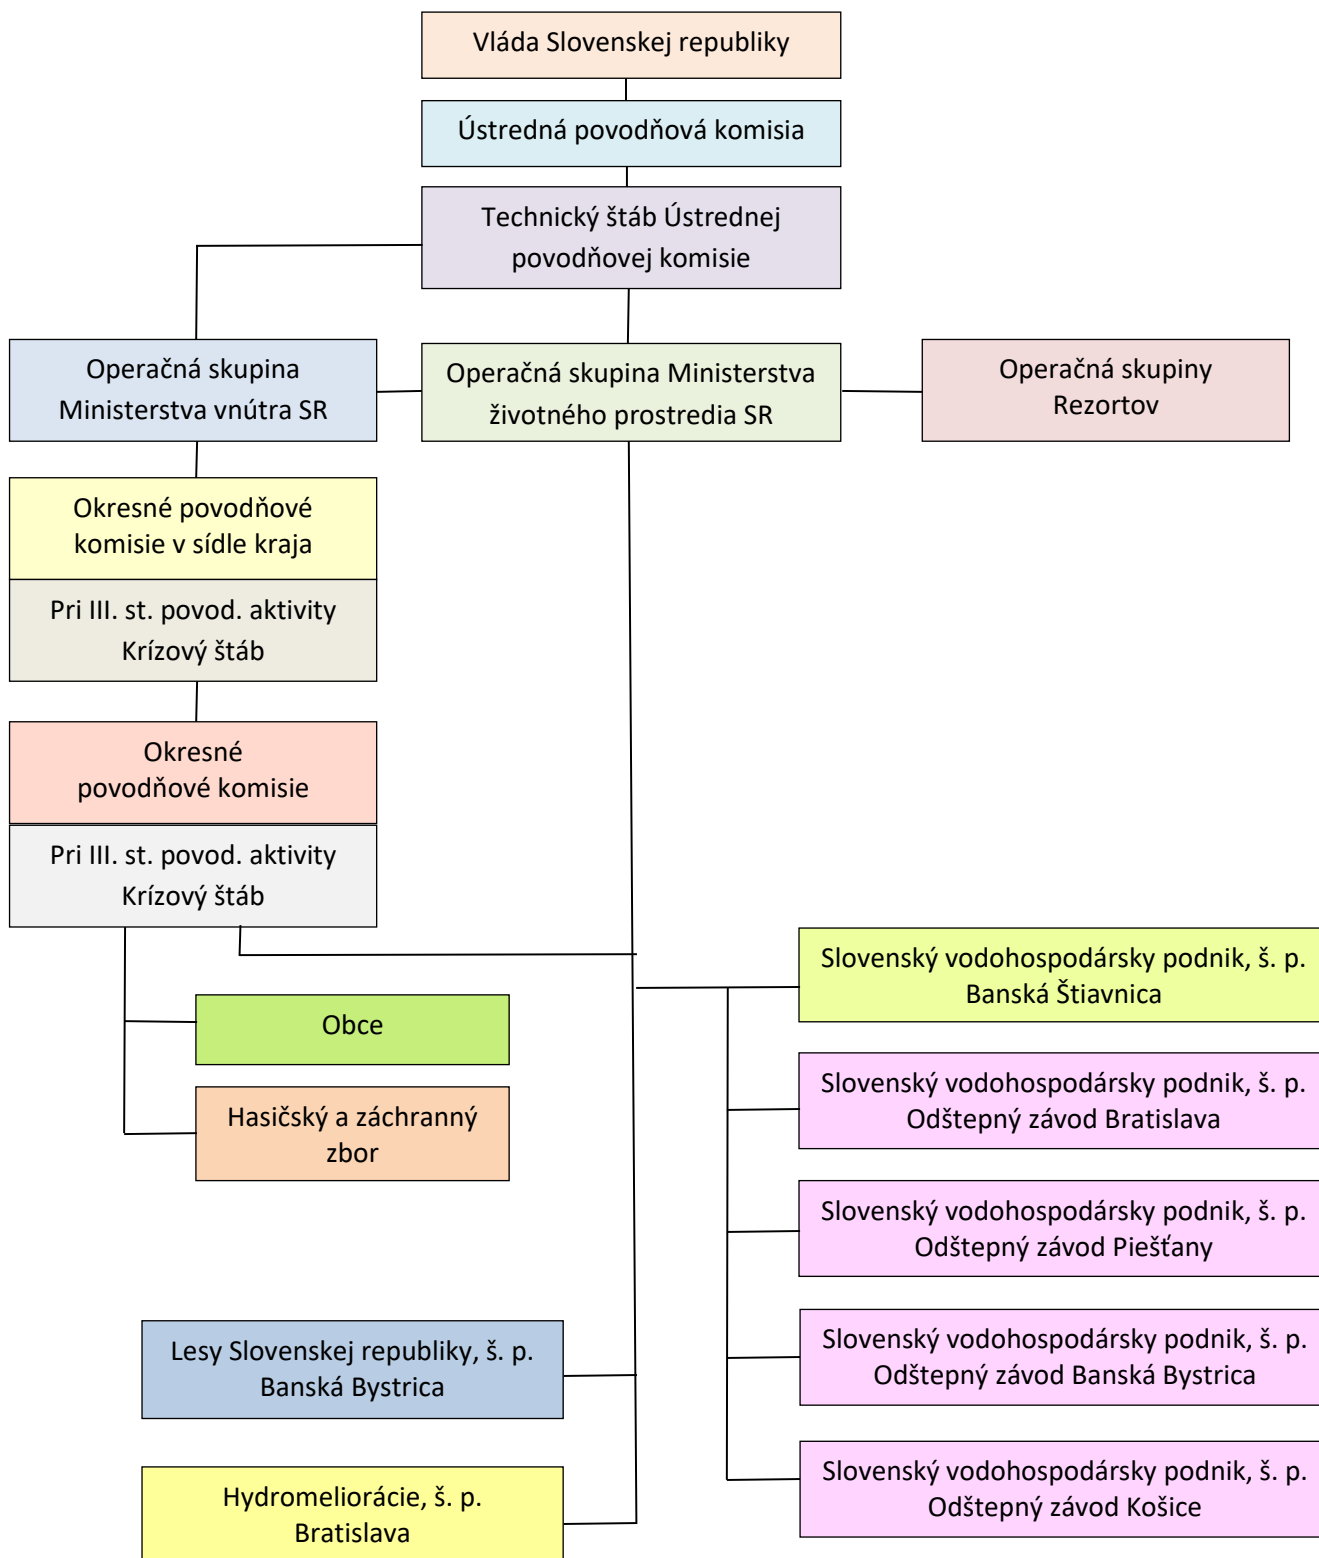 Vláda Slovenskej republiky
Ústredná povodňová komisia
Technický štáb Ústrednej
povodňovej komisie
Operačná skupina
Ministerstva vnútra SR
Operačná skupina Ministerstva
životného prostredia SR
Operačná skupiny
Rezortov
Okresné povodňové
komisie v sídle kraja
Pri III. st. povod. aktivity
Krízový štáb
Okresné
povodňové komisie
Pri III. st. povod. aktivity
Krízový štáb
Obce
Hasičský a záchranný
zbor
Slovenský vodohospodársky podnik, š. p.
Banská Štiavnica
Slovenský vodohospodársky podnik, š. p.
Odštepný závod Bratislava
Slovenský vodohospodársky podnik, š. p.
Odštepný závod Piešťany
Slovenský vodohospodársky podnik, š. p.
Odštepný závod Banská Bystrica
Slovenský vodohospodársky podnik, š. p.
Odštepný závod Košice
Lesy Slovenskej republiky, š. p.
Banská Bystrica
Hydromeliorácie, š. p.
Bratislava